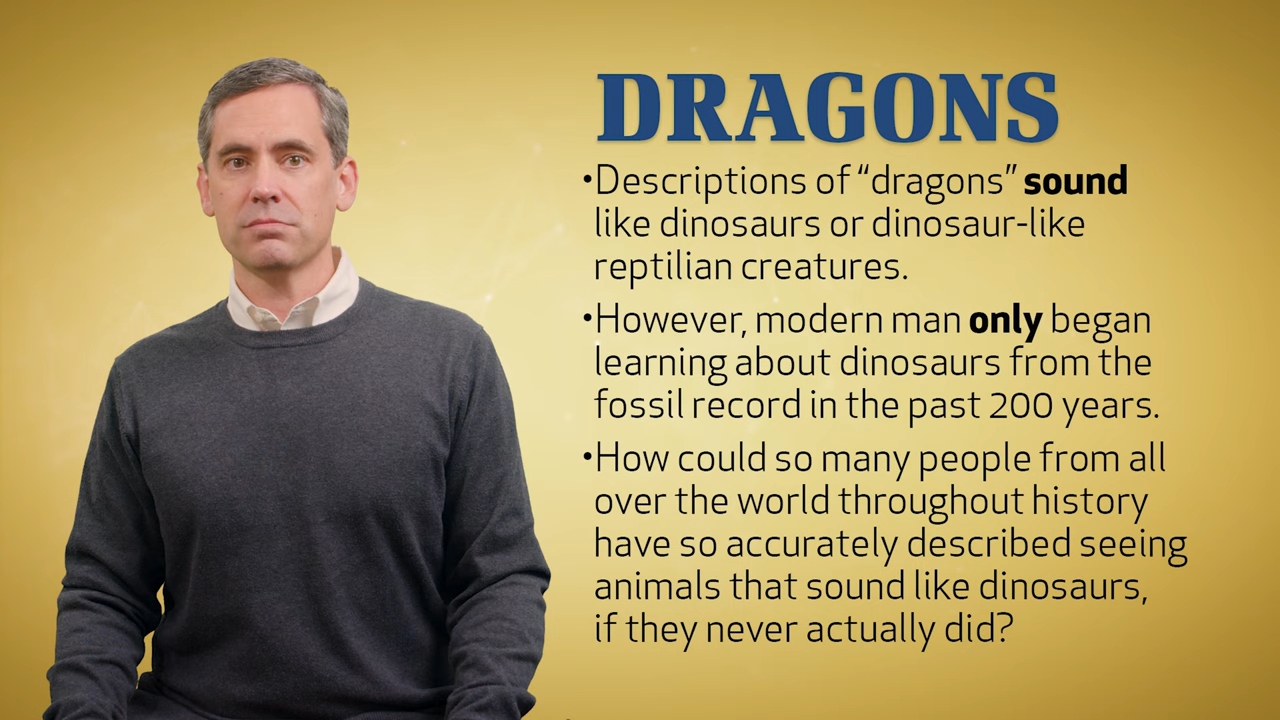 DRAGONS
•Descriptions of “dragons” sound
like dinosaurs or dinosaur-like
reptilian creatures.
•However, modern man only began
learning about dinosaurs from the
fossil record in the past 200 years.
•How could so many people from all
over the world throughout history
have so accurately described seeing
animals that sound like dinosaurs,
if they never actually did?